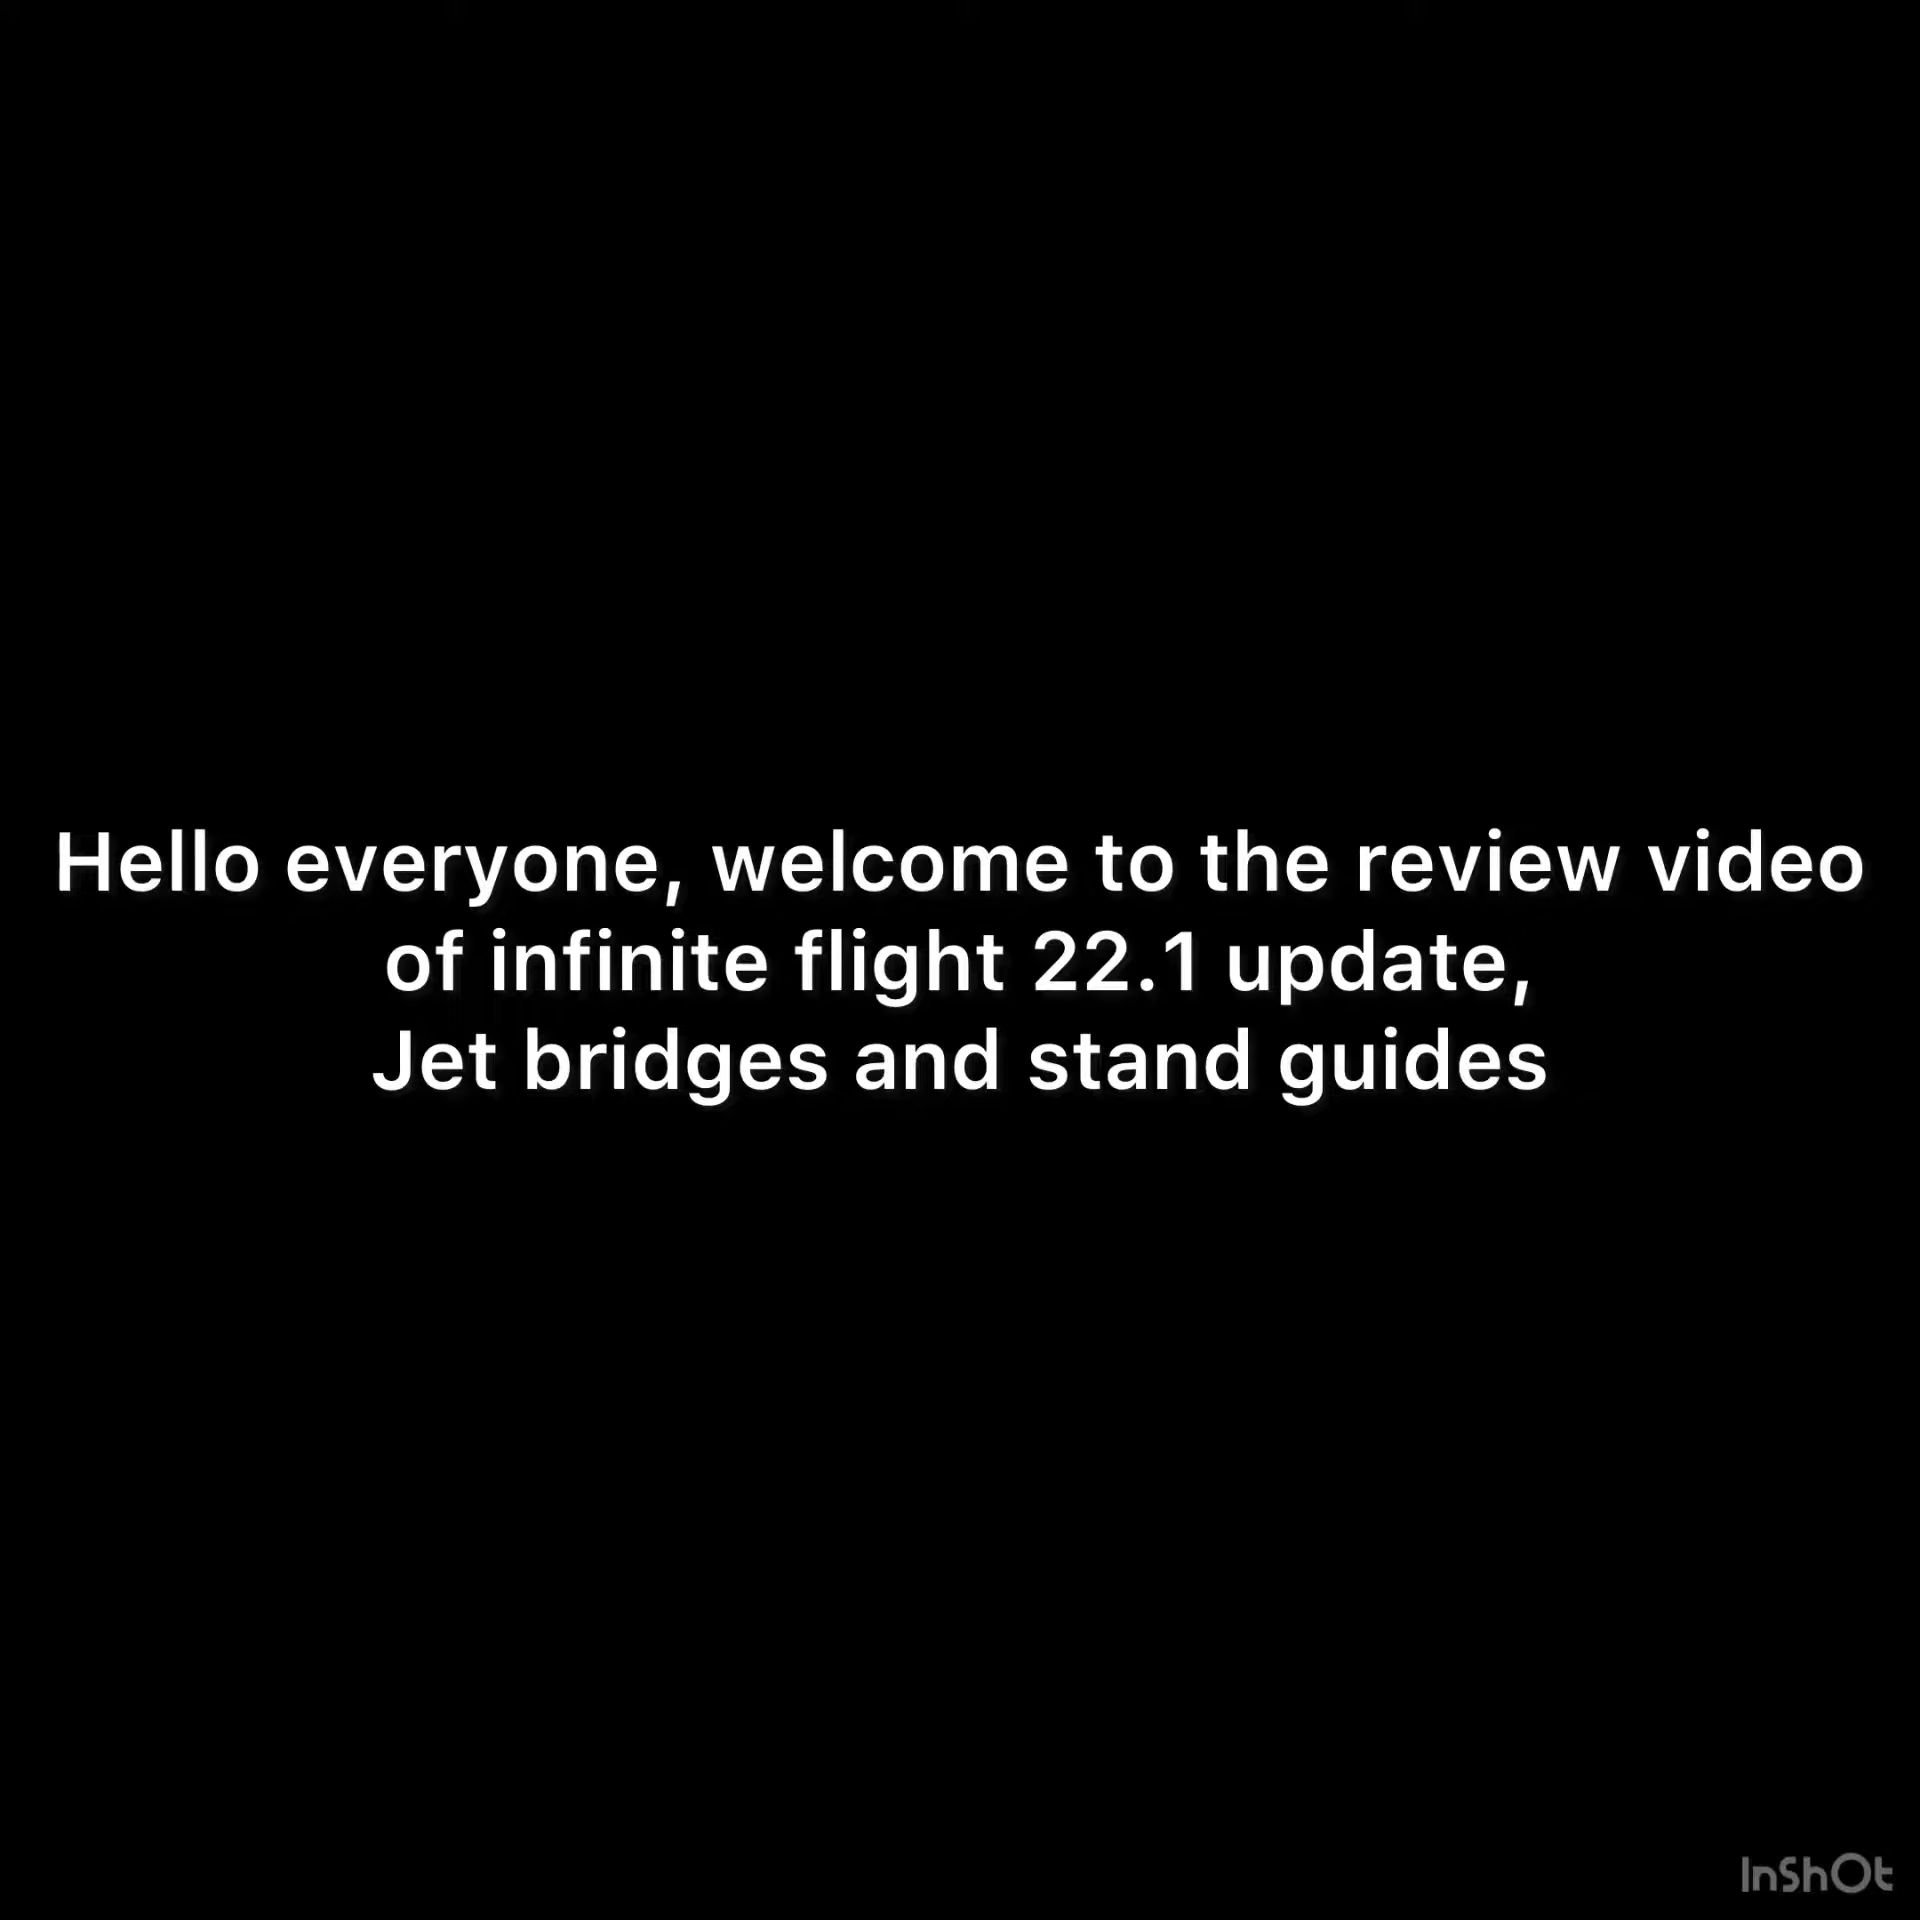 Hello everyone, welcome to the review video
of infinite flight 22.1 update,
Jet bridges and stand guides
InShOt